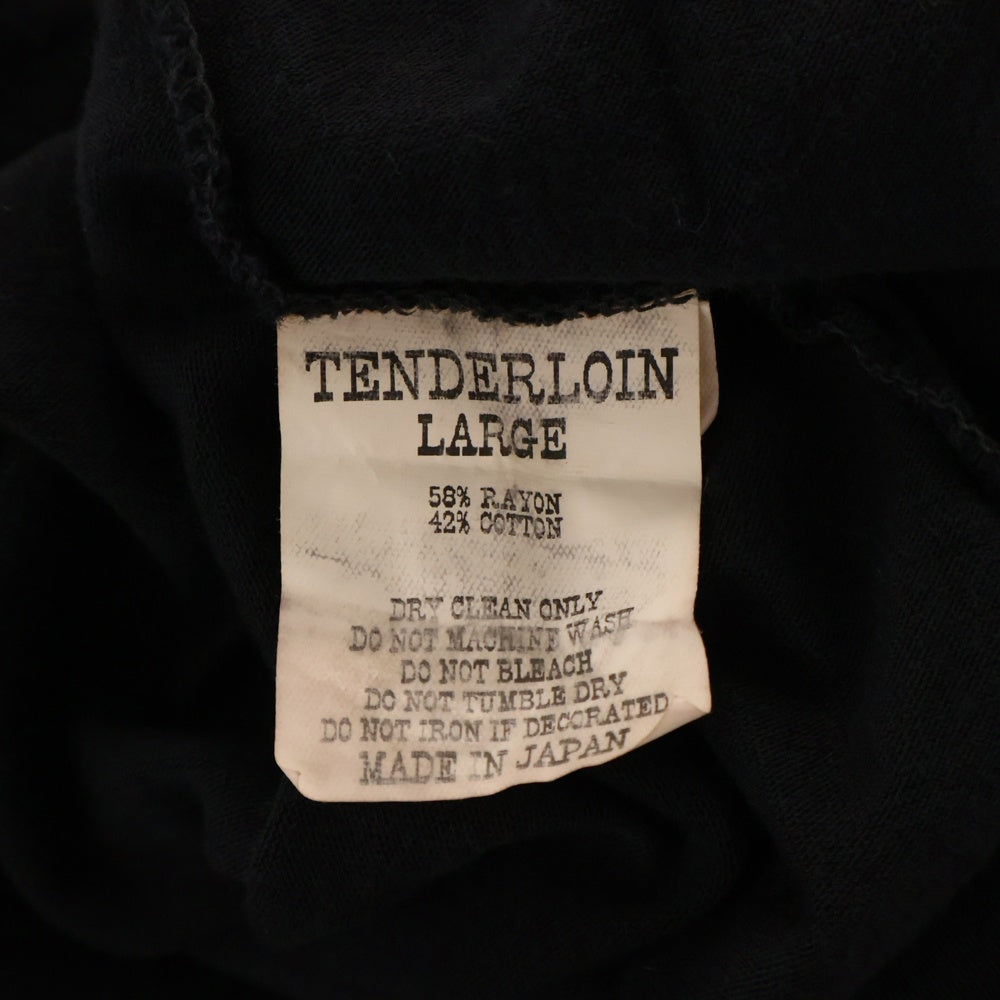 TENDERLOIN
LARGE
58% RAYON
42% COTTON
DRY CLEAN ONLY
DO NOT MACHINE WASH
DO NOT BLEACH
DO NOT TUMBLE DRY
DO NOT IRON IF DECORATED
MADE IN JAPAN